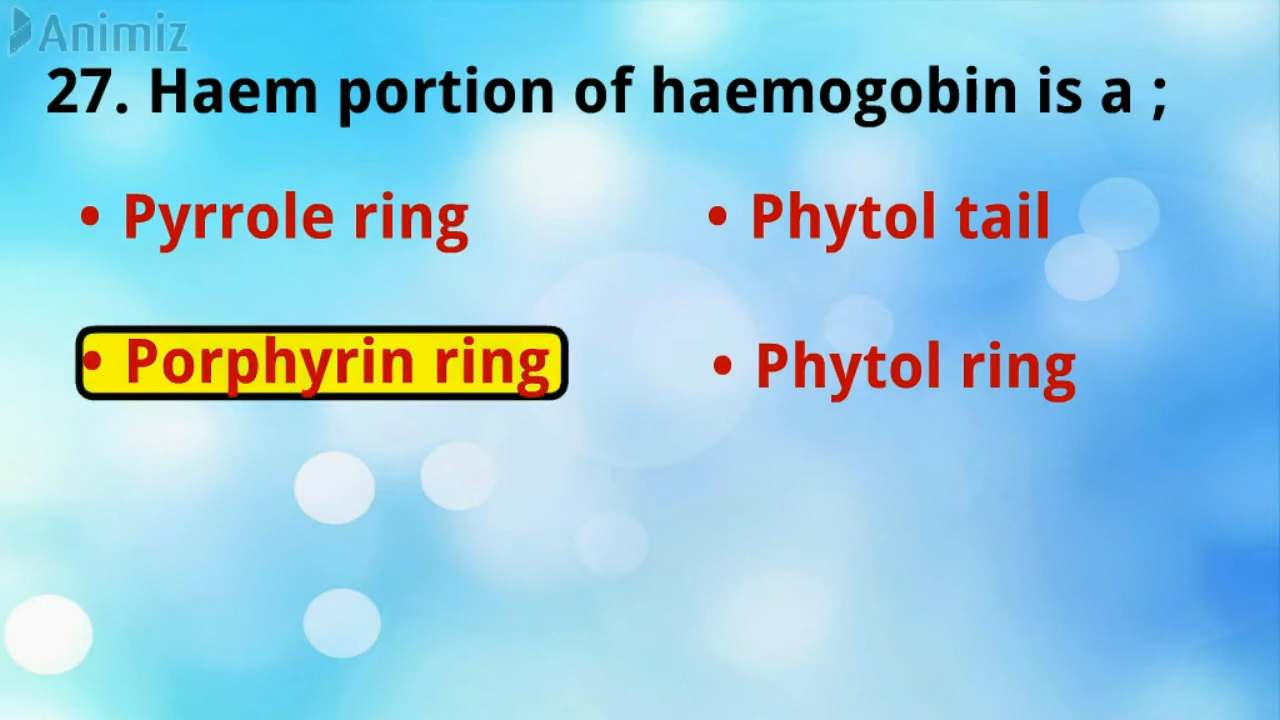 Animiz
27. Haem portion of haemogobin is a ;
• Pyrrole ring
• Phytol tail
• Porphyrin ring
• Phytol ring